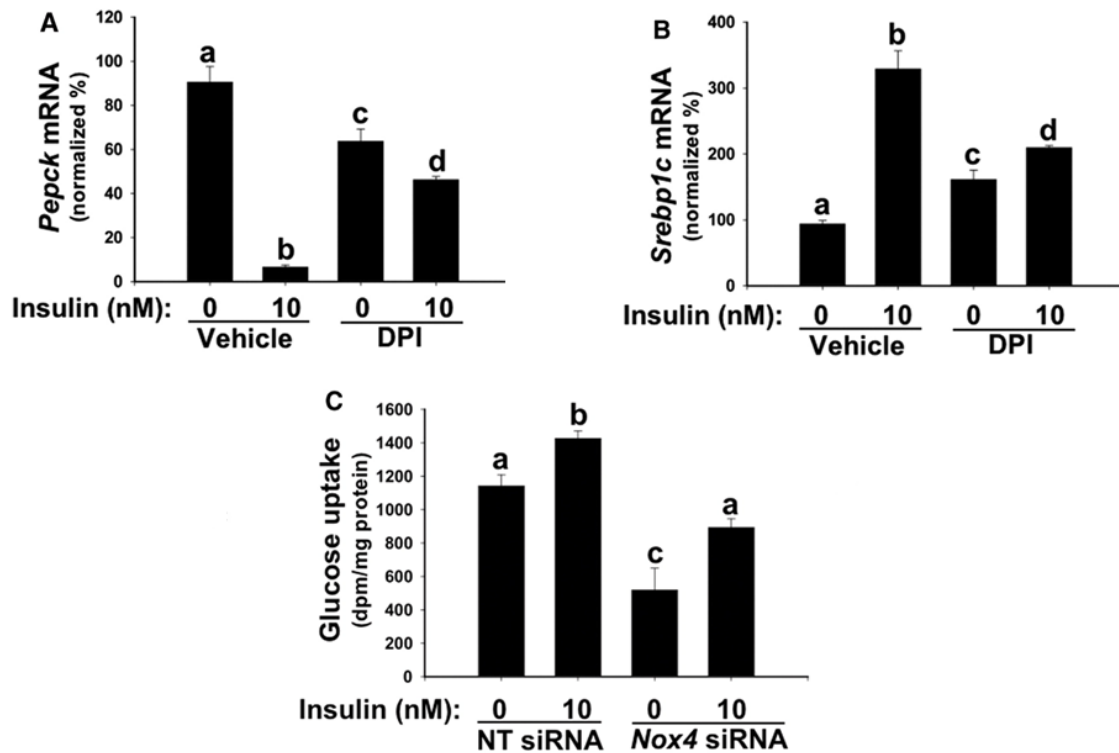 A
Pepck mRNA
(normalized %)
120
100
80
60
40
20
0
a
b
c
d
Insulin (nM): 0 10 0 10
Vehicle DPI
B
Srebp1c mRNA
(normalized %)
400
300
200
100
0
a
b
c
d
Insulin (nM): 0 10 0 10
Vehicle DPI
C
Glucose uptake
(dpm/mg protein)
1600
1400
1200
1000
800
600
400
200
0
a
b
c
a
Insulin (nM): 0 10 0 10
NT siRNA Nox4 siRNA